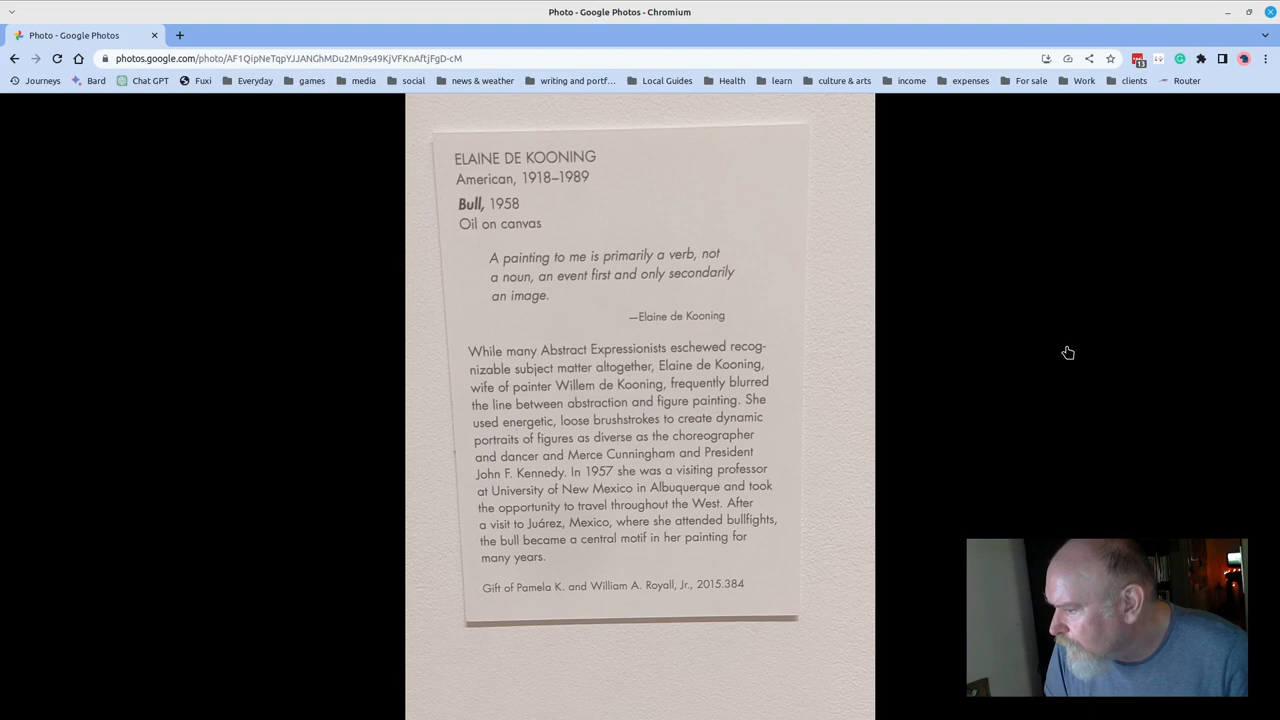 Photo - Google Photos - Chromium
Photo - Google Photos
photos.google.com/photo/AF1QipNeTqpYJJANGhMDu2Mn9s49KjVFKnAftjFgD-cM
13
Journeys Bard Chat GPT Fuxi Everyday games media social news & weather writing and portf... Local Guides Health learn culture & arts income expenses For sale Work clients Router
ELAINE DE KOONING
American, 1918–1989
Bull, 1958
Oil on canvas
A painting to me is primarily a verb, not
a noun, an event first and only secondarily
an image.
—Elaine de Kooning
While many Abstract Expressionists eschewed recog-
nizable subject matter altogether, Elaine de Kooning,
wife of painter Willem de Kooning, frequently blurred
the line between abstraction and figure painting. She
used energetic, loose brushstrokes to create dynamic
portraits of figures as diverse as the choreographer
and dancer and Merce Cunningham and President
John F. Kennedy. In 1957 she was a visiting professor
at University of New Mexico in Albuquerque and took
the opportunity to travel throughout the West. After
a visit to Juárez, Mexico, where she attended bullfights,
the bull became a central motif in her painting for
many years.
Gift of Pamela K. and William A. Royall, Jr., 2015.384